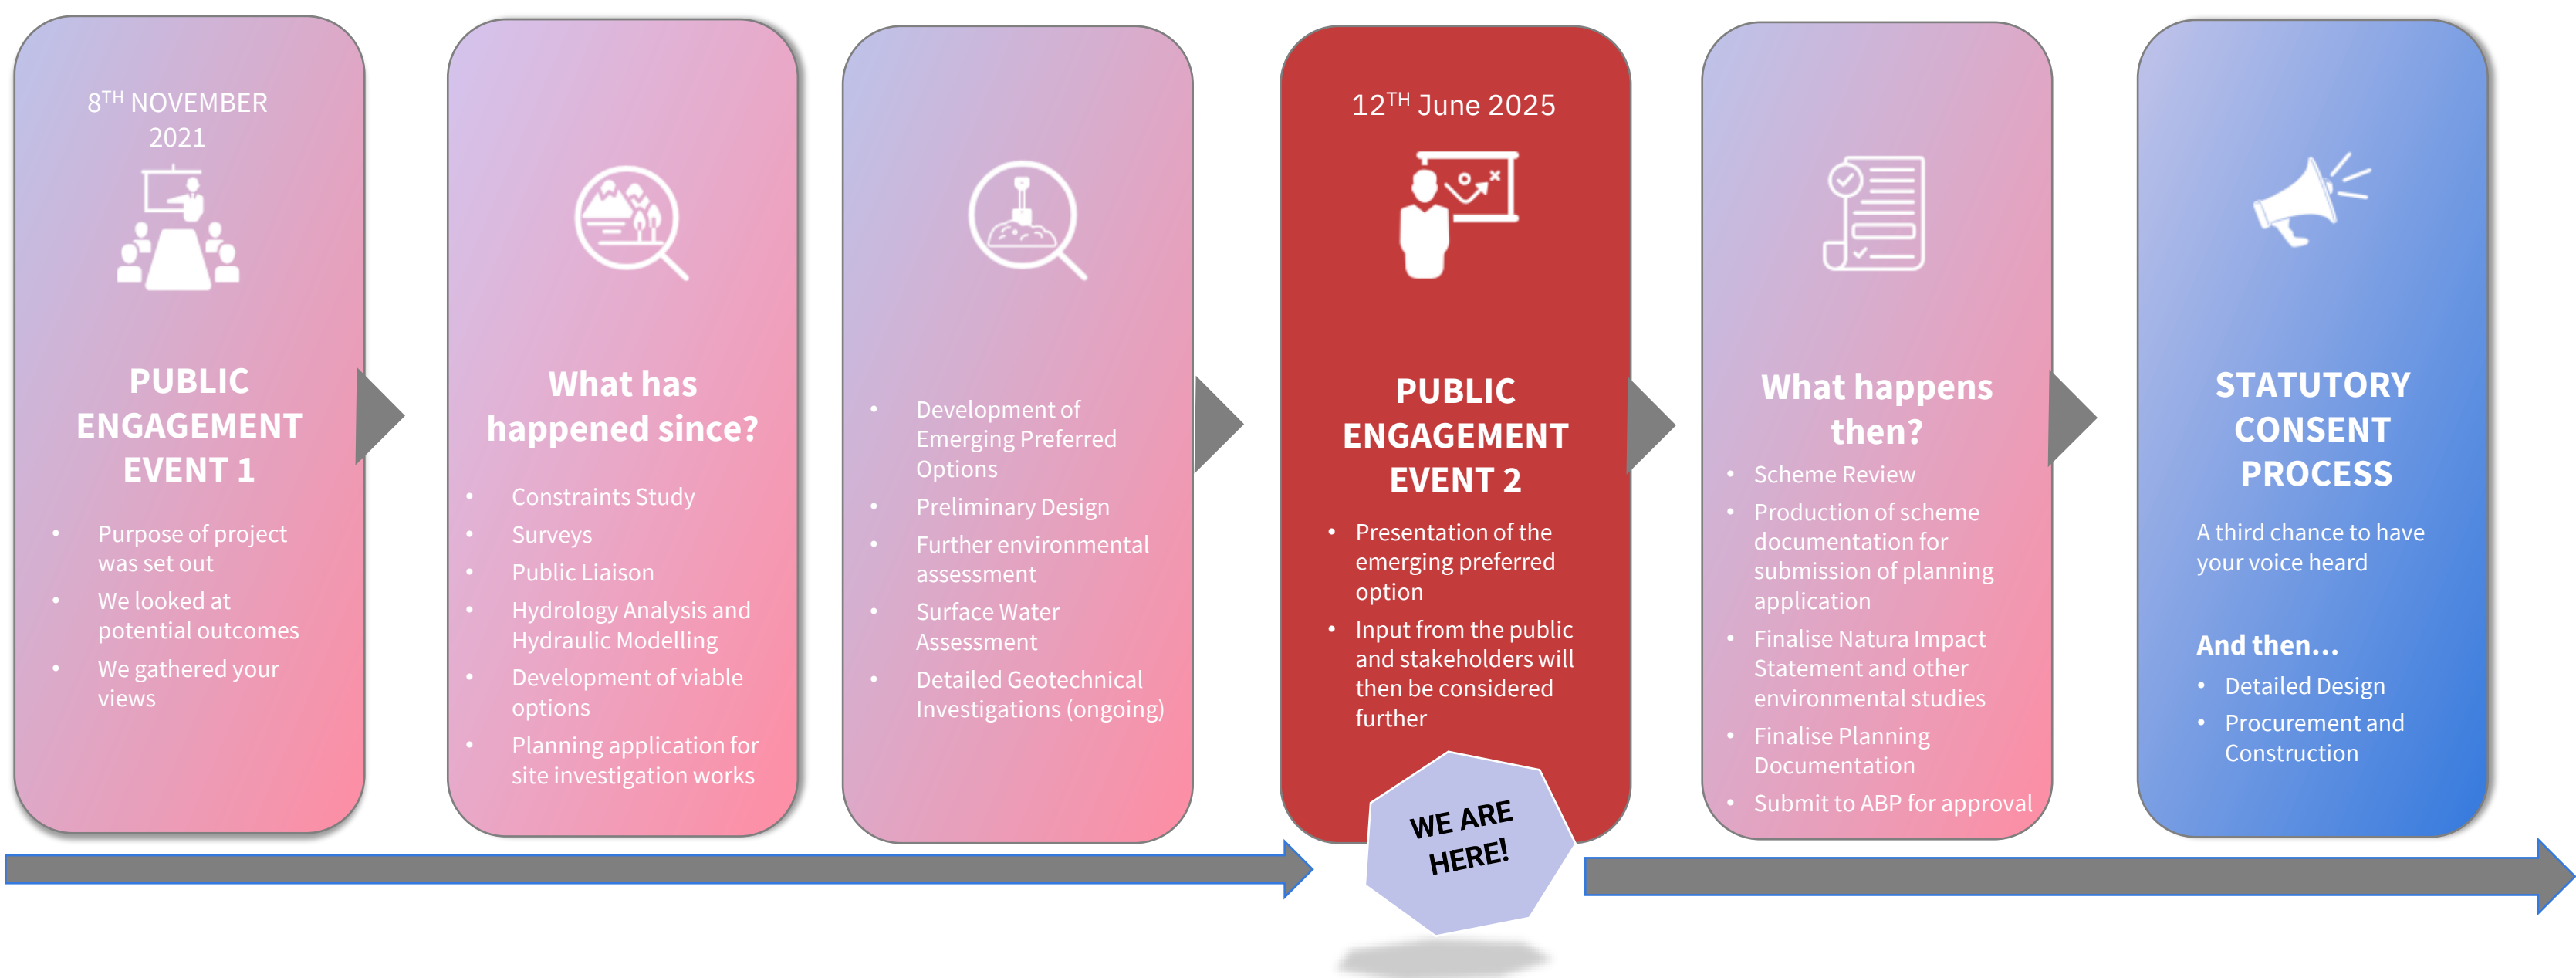 8TH NOVEMBER
2021
PUBLIC
ENGAGEMENT
EVENT 1
• Purpose of project
was set out
• We looked at
potential outcomes
• We gathered your
views
What has
happened since?
• Constraints Study
• Surveys
• Public Liaison
• Hydrology Analysis and
Hydraulic Modelling
• Development of viable
options
• Planning application for
site investigation works
• Development of
Emerging Preferred
Options
• Preliminary Design
• Further environmental
assessment
• Surface Water
Assessment
• Detailed Geotechnical
Investigations (ongoing)
12TH June 2025
PUBLIC
ENGAGEMENT
EVENT 2
• Presentation of the
emerging preferred
option
• Input from the public
and stakeholders will
then be considered
further
WE ARE
HERE!
What happens
then?
• Scheme Review
• Production of scheme
documentation for
submission of planning
application
• Finalise Natura Impact
Statement and other
environmental studies
• Finalise Planning
Documentation
• Submit to ABP for approval
STATUTORY
CONSENT
PROCESS
A third chance to have
your voice heard
And then...
• Detailed Design
• Procurement and
Construction